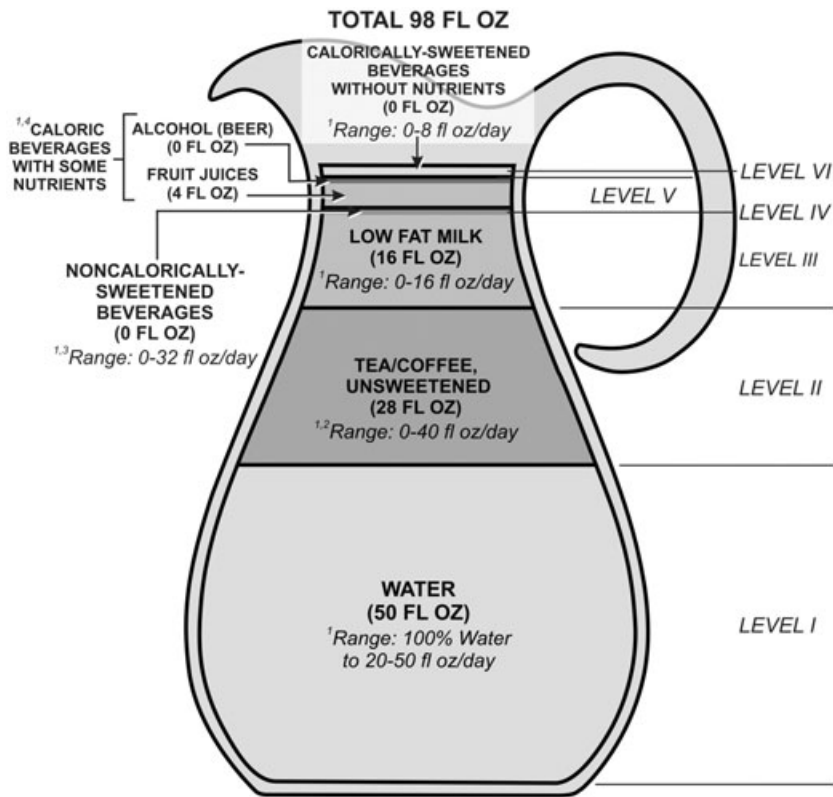 TOTAL 98 FL OZ
CALORICALLY-SWEETENED
BEVERAGES
WITHOUT NUTRIENTS
(0 FL OZ)
1Range: 0-8 fl oz/day
1,4CALORIC
BEVERAGES
WITH SOME
NUTRIENTS
ALCOHOL (BEER)
(0 FL OZ)
FRUIT JUICES
(4 FL OZ)
LEVEL VI
LEVEL V
LEVEL IV
NONCALORICALLY-
SWEETENED
BEVERAGES
(0 FL OZ)
1,3Range: 0-32 fl oz/day
LOW FAT MILK
(16 FL OZ)
1Range: 0-16 fl oz/day
LEVEL III
TEA/COFFEE,
UNSWEETENED
(28 FL OZ)
1,2Range: 0-40 fl oz/day
LEVEL II
WATER
(50 FL OZ)
1Range: 100% Water
to 20-50 fl oz/day
LEVEL I